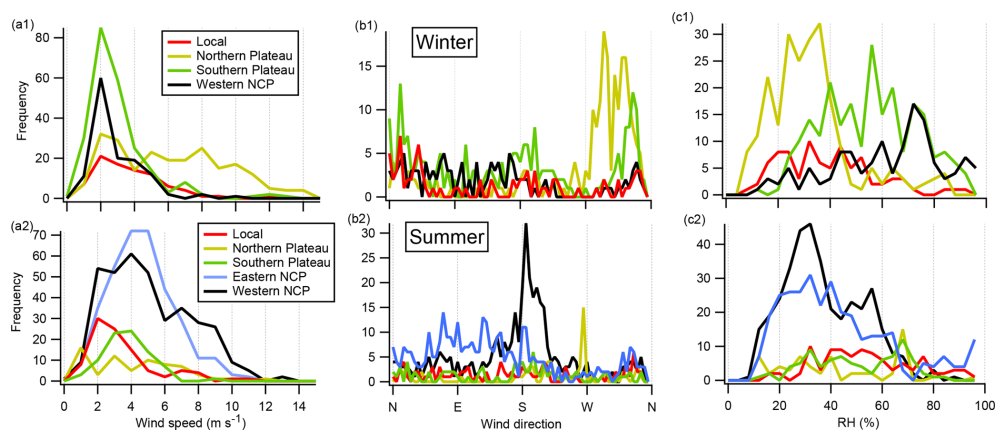 (a1)
Frequency
80
60
40
20
0
Local
Northern Plateau
Southern Plateau
Western NCP
(b1)
Winter
15
10
5
0
(c1)
30
25
20
15
10
5
0
(a2)
Frequency
70
60
50
40
30
20
10
0
Local
Northern Plateau
Southern Plateau
Eastern NCP
Western NCP
0 2 4 6 8 10 12 14
Wind speed (m s-1)
(b2)
Summer
30
25
20
15
10
5
0
N E S W N
Wind direction
(c2)
40
30
20
10
0
0 20 40 60 80 100
RH (%)